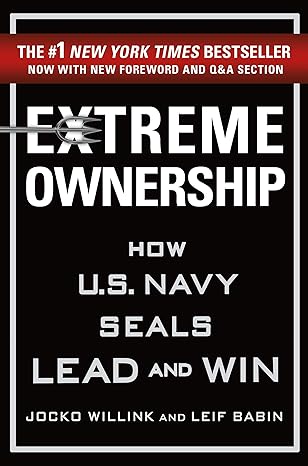 THE #1 NEW YORK TIMES BESTSELLER
NOW WITH NEW FOREWORD AND Q&A SECTION
EXTREME
OWNERSHIP
HOW
U.S. NAVY
SEALS
LEAD AND WIN
JOCKO WILLINK AND LEIF BABIN